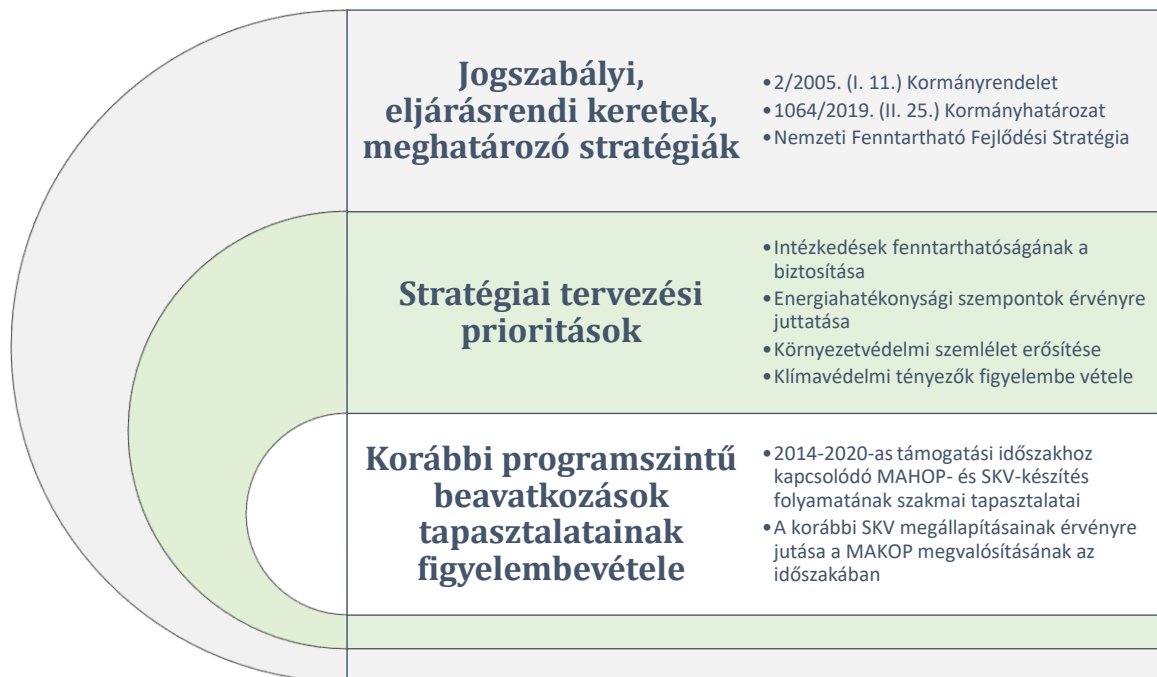 Jogszabályi,
eljárásrendi keretek,
meghatározó stratégiák
•2/2005. (I. 11.) Kormányrendelet
•1064/2019. (II. 25.) Kormányhatározat
•Nemzeti Fenntartható Fejlődési Stratégia
Stratégiai tervezési
prioritások
•Intézkedések fenntarthatóságának a
biztosítása
•Energiahatékonysági szempontok érvényre
juttatása
•Környezetvédelmi szemlélet erősítése
•Klímavédelmi tényezők figyelembe vétele
Korábbi programszintű
beavatkozások
tapasztalatainak
figyelembevétele
•2014-2020-as támogatási időszakhoz
kapcsolódó MAHOP- és SKV-készítés
folyamatának szakmai tapasztalatai
•A korábbi SKV megállapításainak érvényre
jutása a MAKOP megvalósításának az
időszakában